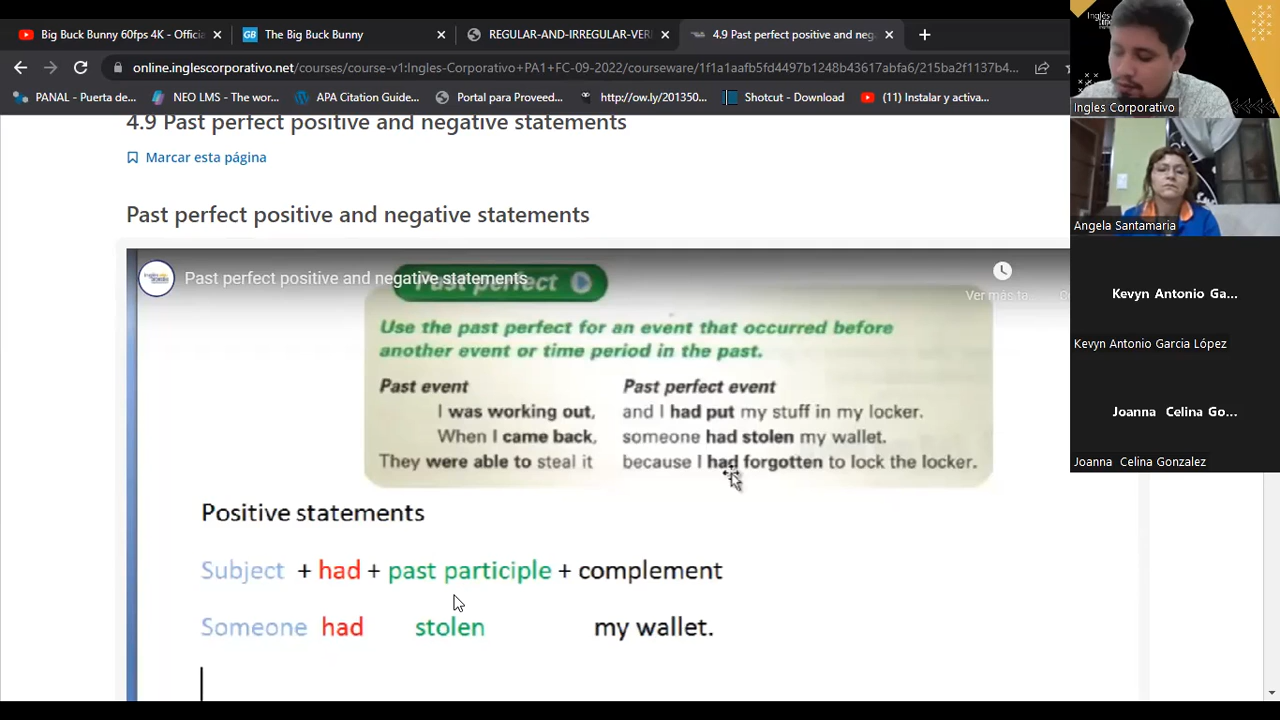 Big Buck Bunny 60fps 4K - Officia
The Big Buck Bunny
REGULAR-AND-IRREGULAR-VER
4.9 Past perfect positive and neg
online.inglescorporativo.net/courses/course-v1:Ingles-Corporativo+PA1+FC-09-2022/courseware/1f1a1aafb5fd4497b1248b43617abfa6/215ba2f1137b4...
PANAL - Puerta de...
NEO LMS - The wor...
APA Citation Guide...
Portal para Proveed...
http://ow.ly/201350...
Shotcut - Download
(11) Instalar y activa...
4.9 Past perfect positive and negative statements
Marcar esta página
Past perfect positive and negative statements
Past perfect positive and negative statements
Past perfect
Ver más ta
Use the past perfect for an event that occurred before
another event or time period in the past.
Past event Past perfect event
I was working out, and I had put my stuff in my locker.
When I came back, someone had stolen my wallet.
They were able to steal it because I had forgotten to lock the locker.
Positive statements
Subject + had + past participle + complement
Someone had stolen my wallet.
Ingles Corporativo
Angela Santamaria
Kevyn Antonio Ga...
Kevyn Antonio Garcia López
Joanna Celina Go...
Joanna Celina Gonzalez